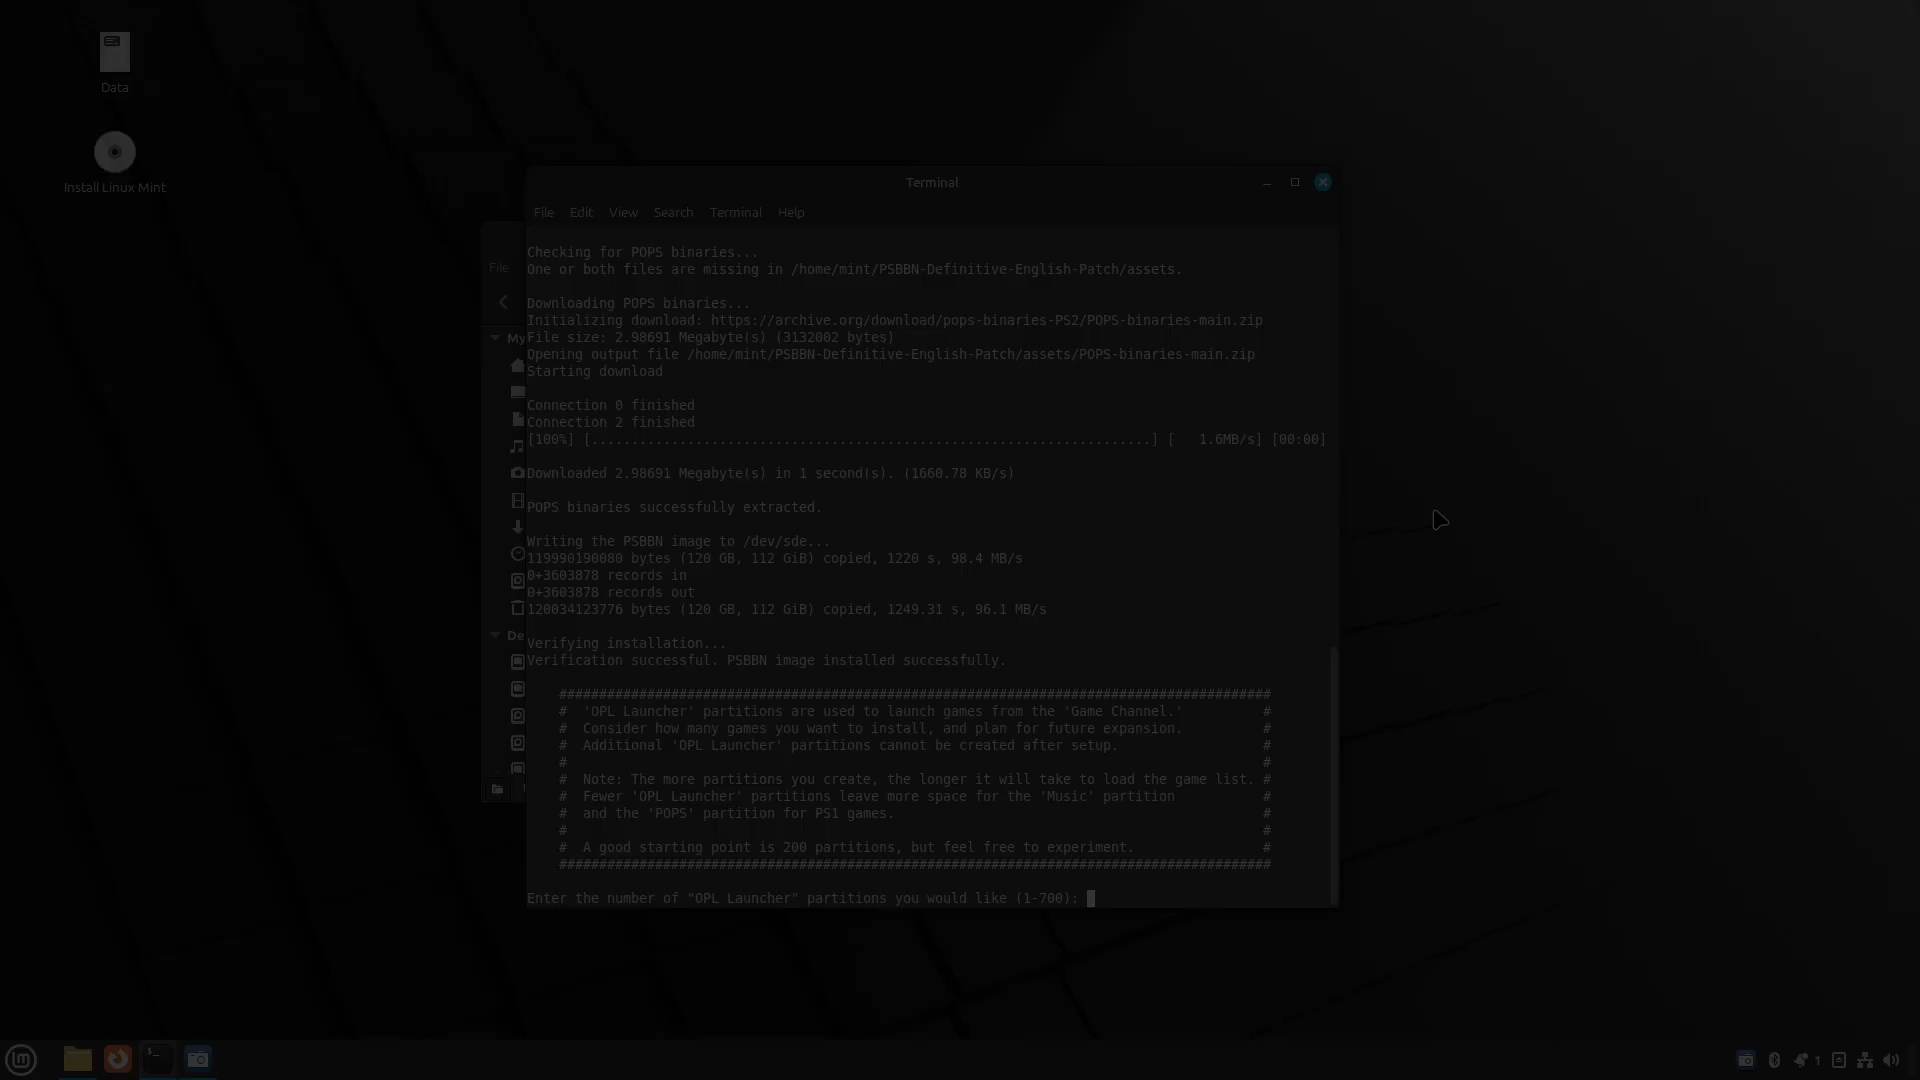 Data
Install Linux Mint
Terminal
File Edit View Search Terminal Help
File
My
De
Checking for POPS binaries...
One or both files are missing in /home/mint/PSBBN-Definitive-English-Patch/assets.
Downloading POPS binaries...
Initializing download: https://archive.org/download/pops-binaries-PS2/POPS-binaries-main.zip
File size: 2.98691 Megabyte(s) (3132002 bytes)
Opening output file /home/mint/PSBBN-Definitive-English-Patch/assets/POPS-binaries-main.zip
Starting download
Connection 0 finished
Connection 2 finished
[100%] [......................................................................] [   1.6MB/s] [00:00]
Downloaded 2.98691 Megabyte(s) in 1 second(s). (1660.78 KB/s)
POPS binaries successfully extracted.
Writing the PSBBN image to /dev/sde...
119990190080 bytes (120 GB, 112 GiB) copied, 1220 s, 98.4 MB/s
0+3603878 records in
0+3603878 records out
120034123776 bytes (120 GB, 112 GiB) copied, 1249.31 s, 96.1 MB/s
Verifying installation...
Verification successful. PSBBN image installed successfully.
#########################################################################################
#  'OPL Launcher' partitions are used to launch games from the 'Game Channel.'          #
#  Consider how many games you want to install, and plan for future expansion.          #
#  Additional 'OPL Launcher' partitions cannot be created after setup.                  #
#                                                                                       #
#  Note: The more partitions you create, the longer it will take to load the game list. #
#  Fewer 'OPL Launcher' partitions leave more space for the 'Music' partition           #
#  and the 'POPS' partition for PS1 games.                                              #
#                                                                                       #
#  A good starting point is 200 partitions, but feel free to experiment.                #
#########################################################################################
Enter the number of "OPL Launcher" partitions you would like (1-700):
1